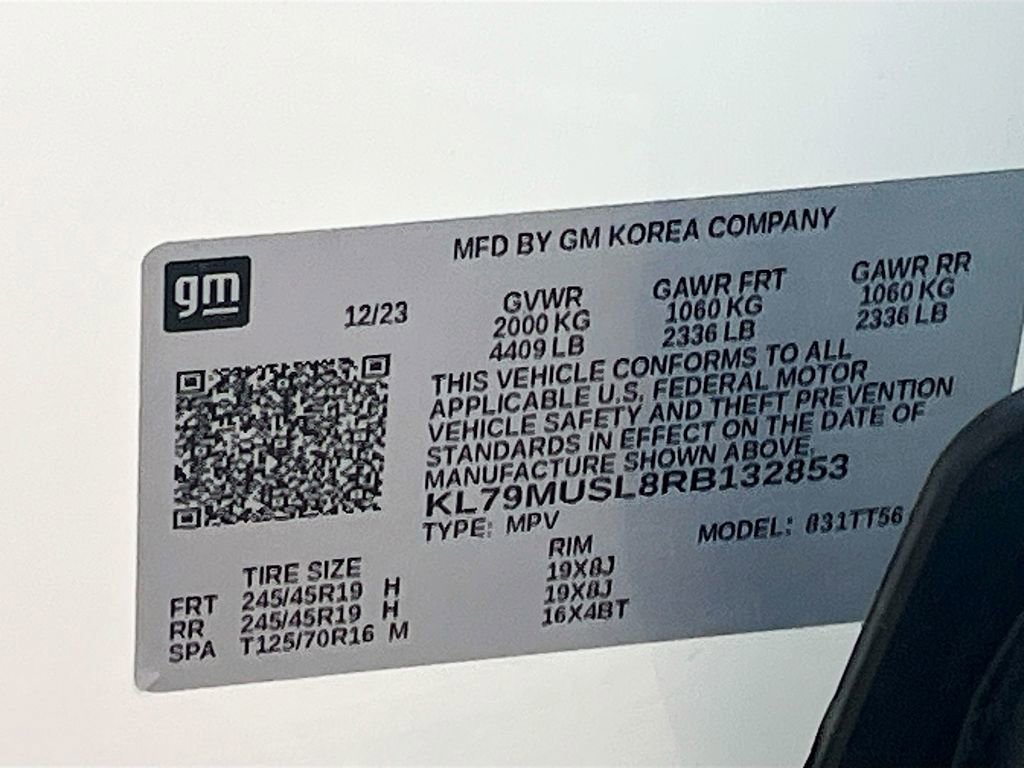 MFD BY GM KOREA COMPANY
gm
12/23
GVWR GAWR FRT GAWR RR
2000 KG 1060 KG 1060 KG
4409 LB 2336 LB 2336 LB
THIS VEHICLE CONFORMS TO ALL
APPLICABLE U.S. FEDERAL MOTOR
VEHICLE SAFETY AND THEFT PREVENTION
STANDARDS IN EFFECT ON THE DATE OF
MANUFACTURE SHOWN ABOVE.
KL79MUSL8RB132853
TYPE: MPV MODEL: 831TT56
TIRE SIZE RIM
FRT 245/45R19 H 19X8J
RR 245/45R19 H 19X8J
SPA T125/70R16 M 16X4BT